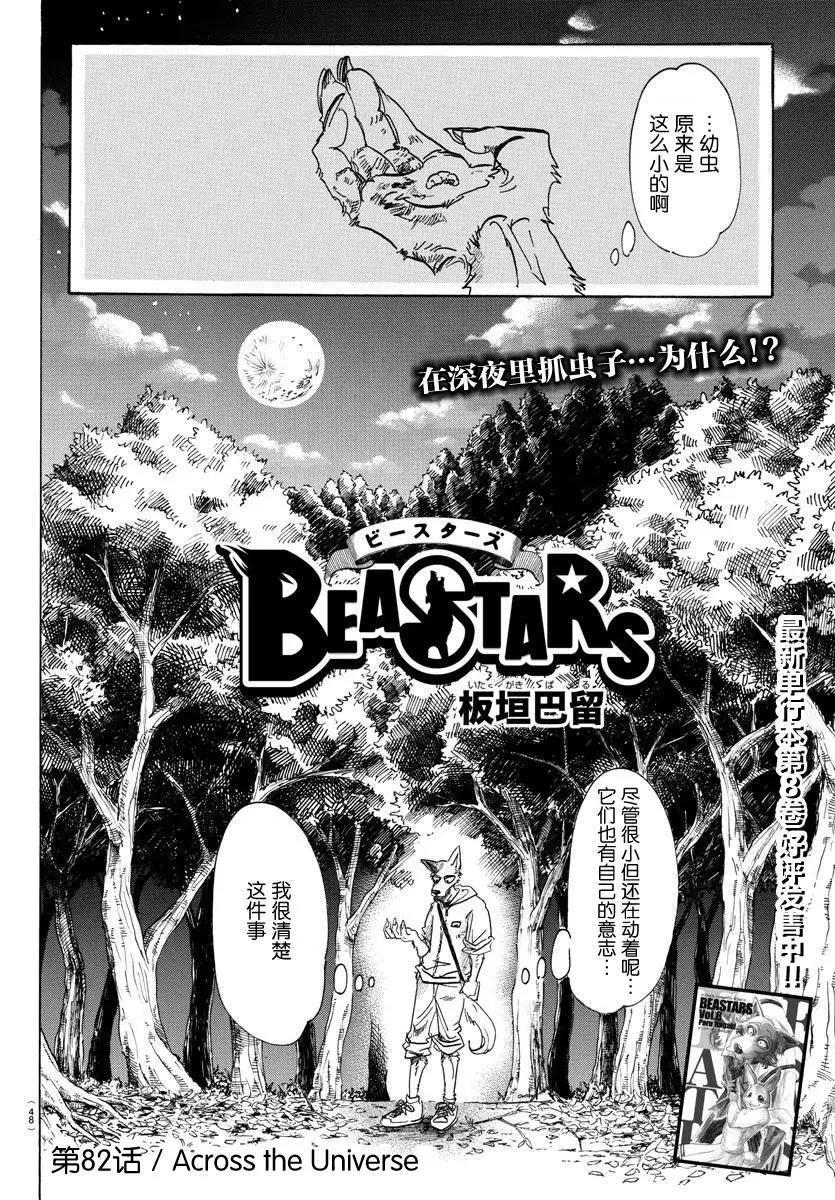 …幼虫
原来是
这么小的啊
在深夜里抓虫子…为什么!?
ビースターズ
BEASTARS
いたがきぱる
板垣巴留
最新单行本第8卷好评发售中!!
尽管很小但还在动着呢…
它们也有自己的意志…
我很清楚
这件事
BEASTARS
Vol.8
Paru Itagaki
(48)
第82话 / Across the Universe